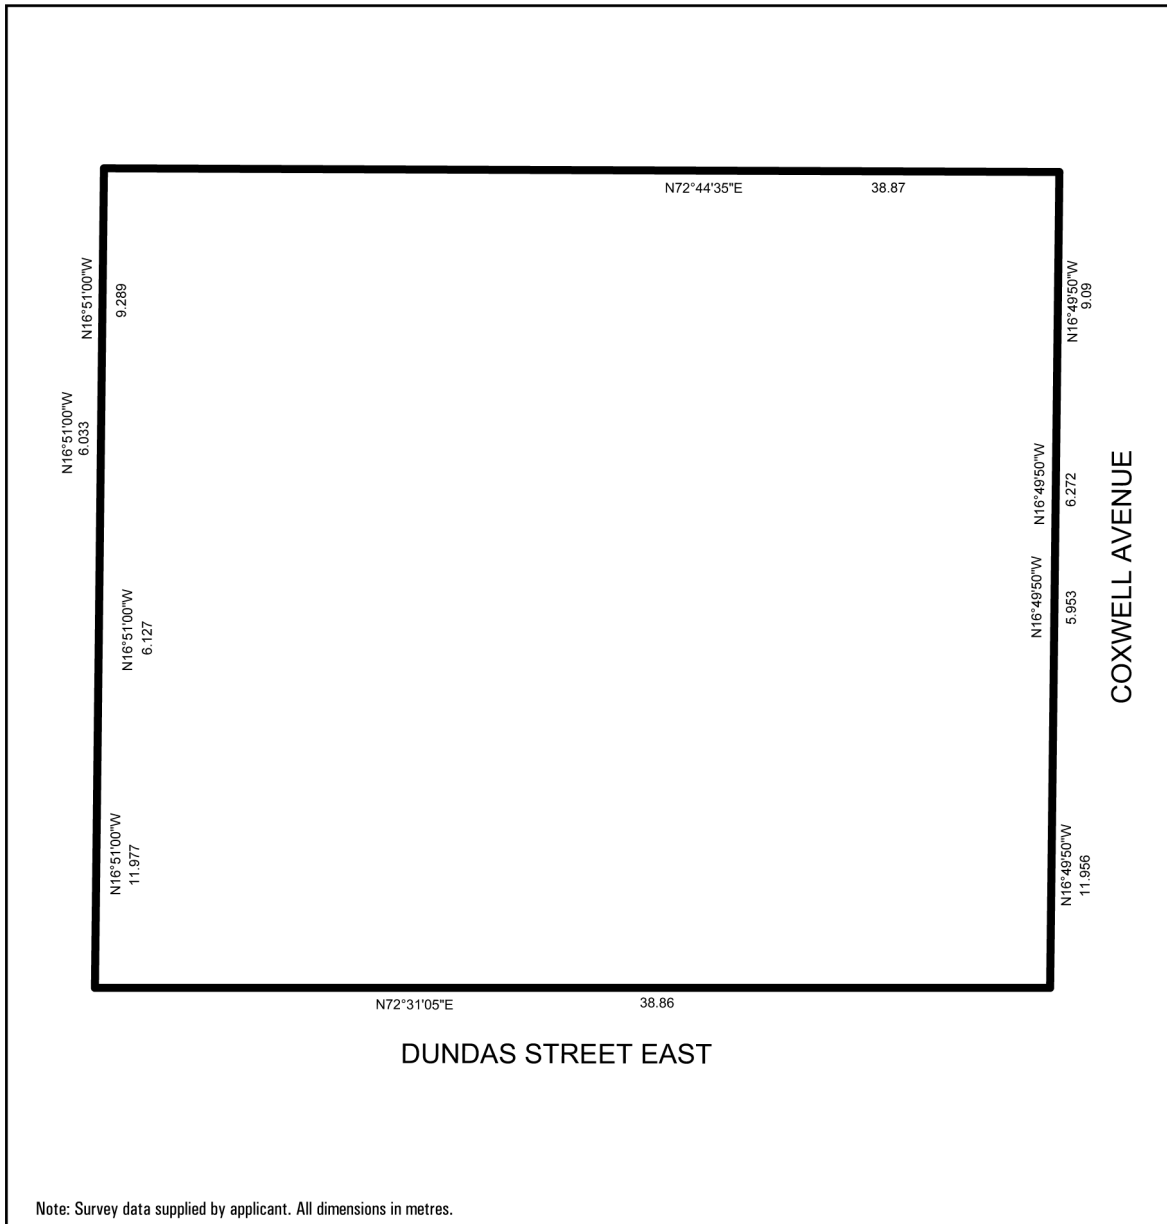 N72°44'35"E 38.87
N16°51'00"W
9.289
N16°49'50"W
9.09
N16°51'00"W
6.033
N16°49'50"W
6.272
N16°49'50"W
5.953
COXWELL AVENUE
N16°51'00"W
6.127
N16°51'00"W
11.977
N16°49'50"W
11.956
N72°31'05"E 38.86
DUNDAS STREET EAST
Note: Survey data supplied by applicant. All dimensions in metres.